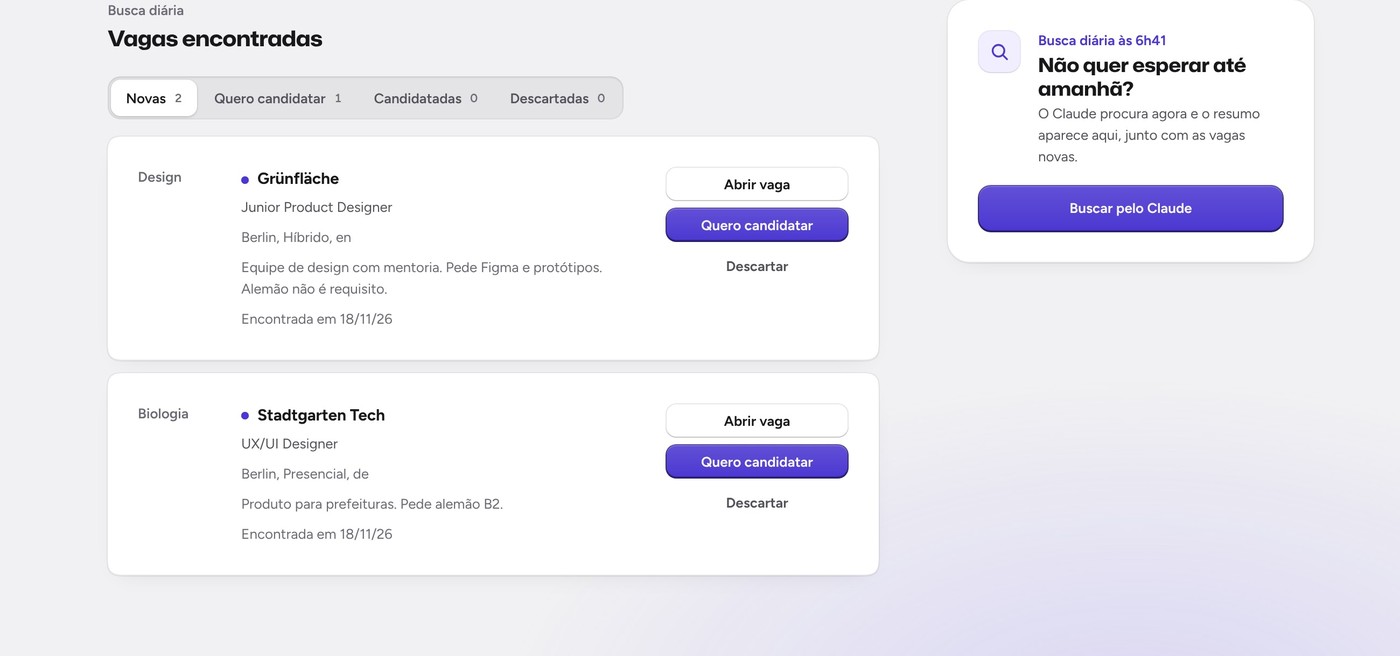 Busca diária
Vagas encontradas
Novas 2
Quero candidatar 1
Candidatadas 0
Descartadas 0
Design
Grünfläche
Junior Product Designer
Berlin, Híbrido, en
Equipe de design com mentoria. Pede Figma e protótipos.
Alemão não é requisito.
Encontrada em 18/11/26
Abrir vaga
Quero candidatar
Descartar
Biologia
Stadtgarten Tech
UX/UI Designer
Berlin, Presencial, de
Produto para prefeituras. Pede alemão B2.
Encontrada em 18/11/26
Abrir vaga
Quero candidatar
Descartar
Busca diária às 6h41
Não quer esperar até
amanhã?
O Claude procura agora e o resumo
aparece aqui, junto com as vagas
novas.
Buscar pelo Claude